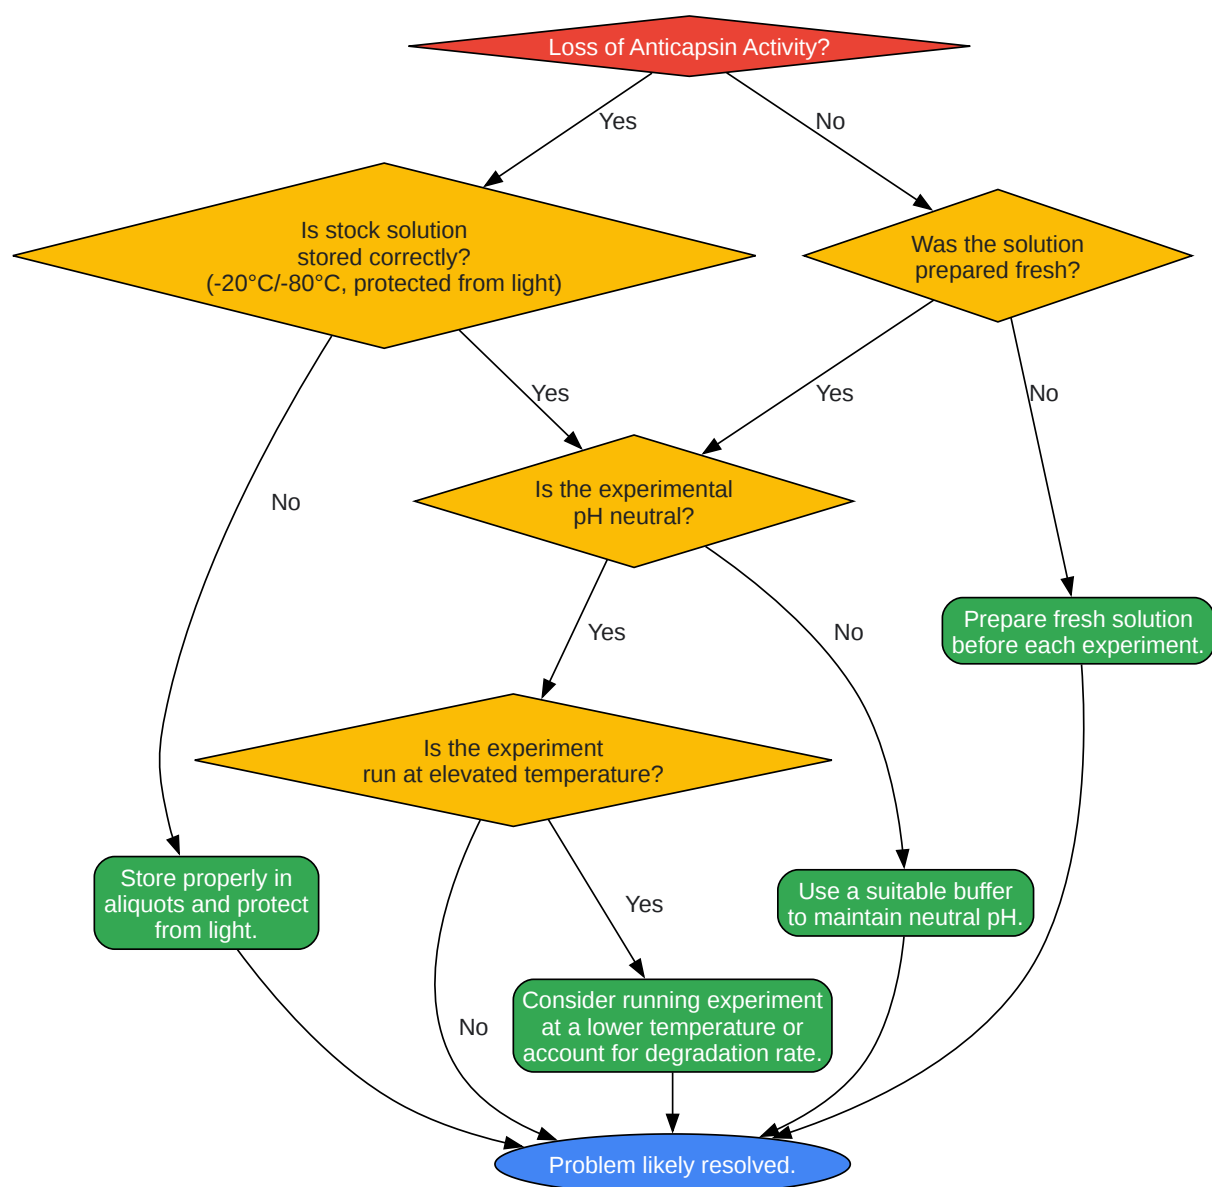 Loss of Anticapsin Activity?
Yes
No
Is stock solution
stored correctly?
(-20°C/-80°C, protected from light)
Was the solution
prepared fresh?
Yes
Yes
No
Is the experimental
pH neutral?
No
Yes
No
Prepare fresh solution
before each experiment.
Is the experiment
run at elevated temperature?
Store properly in
aliquots and protect
from light.
Yes
Use a suitable buffer
to maintain neutral pH.
No
Consider running experiment
at a lower temperature or
account for degradation rate.
Problem likely resolved.